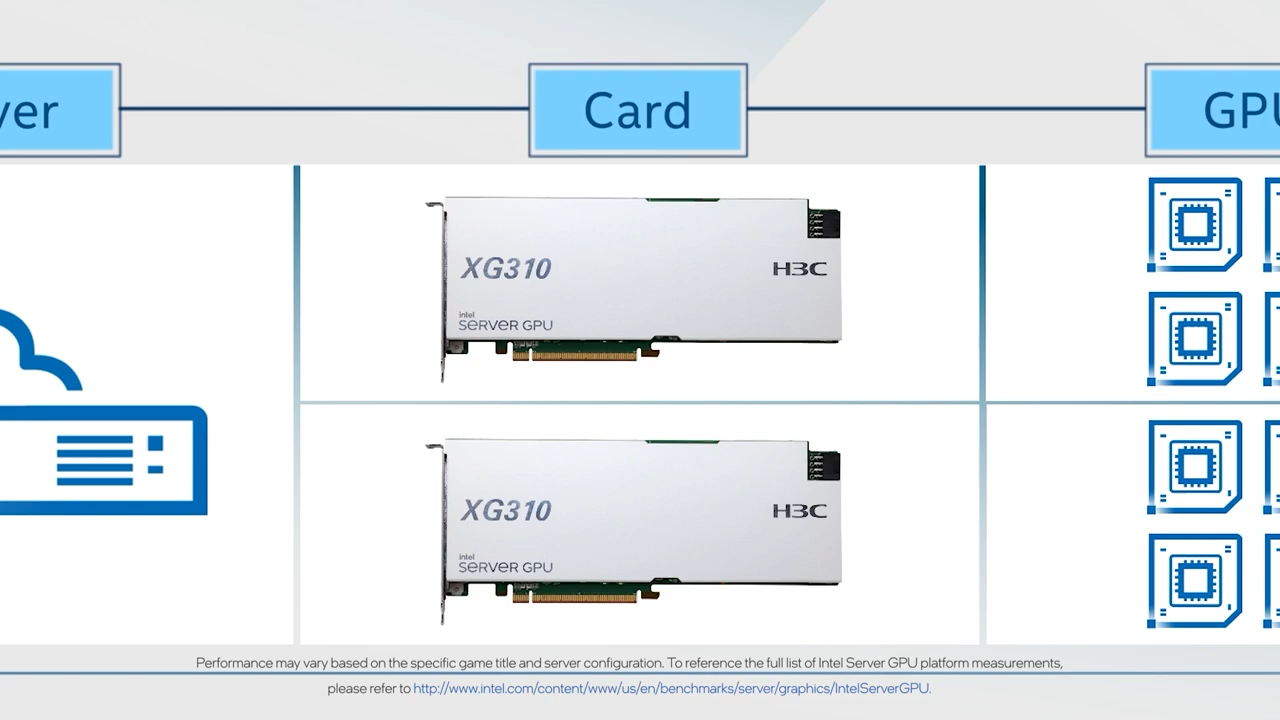 ver
Card
GPU
XG310
H3C
intel
SERVER GPU
XG310
H3C
intel
SERVER GPU
Performance may vary based on the specific game title and server configuration. To reference the full list of Intel Server GPU platform measurements,
please refer to http://www.intel.com/content/www/us/en/benchmarks/server/graphics/IntelServerGPU.